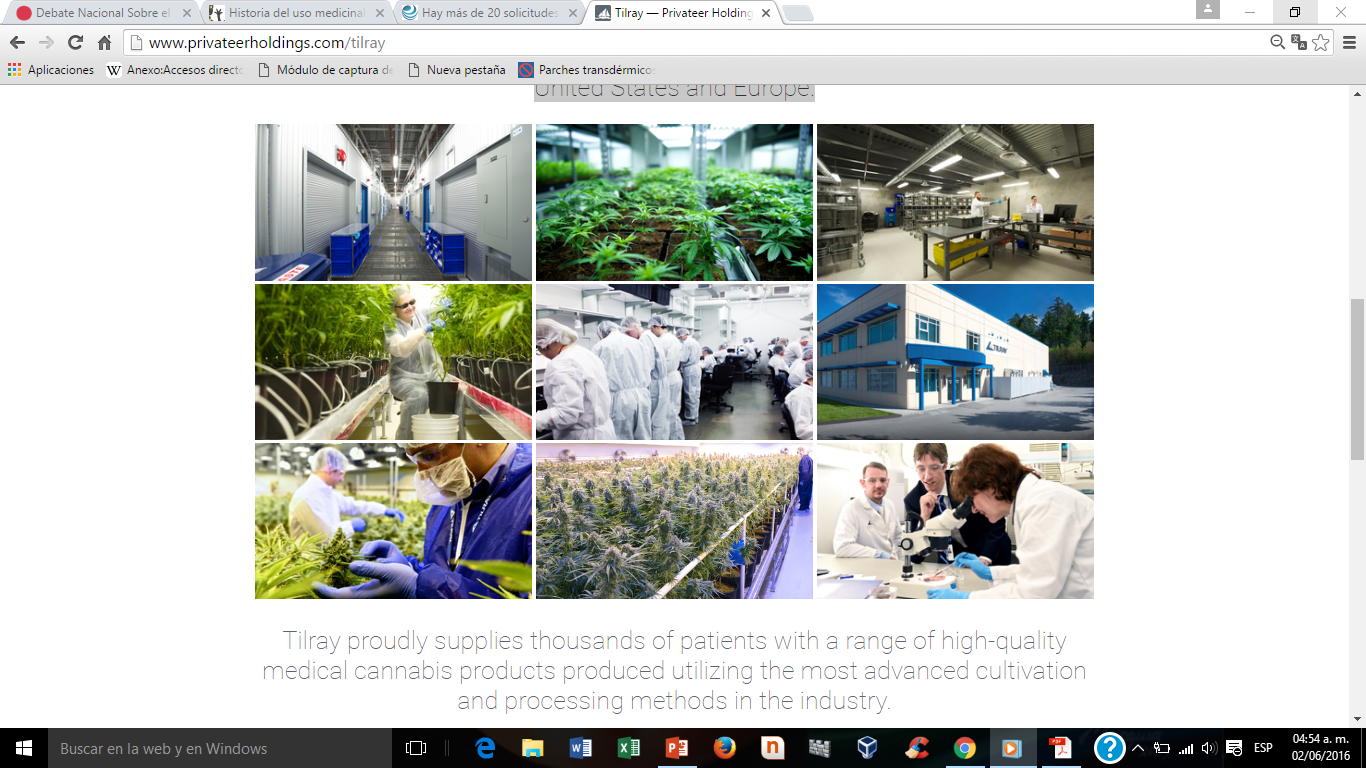 Debate Nacional Sobre el
Historia del uso medicinal
Hay más de 20 solicitudes
Tilray — Privateer Holding
www.privateerholdings.com/tilray
Aplicaciones
Anexo:Accesos directo
Módulo de captura de
Nueva pestaña
Parches transdérmico
United States and Europe.
TILRAY
Tilray proudly supplies thousands of patients with a range of high-quality
medical cannabis products produced utilizing the most advanced cultivation
and processing methods in the industry.
Buscar en la web y en Windows
ESP
04:54 a. m.
02/06/2016